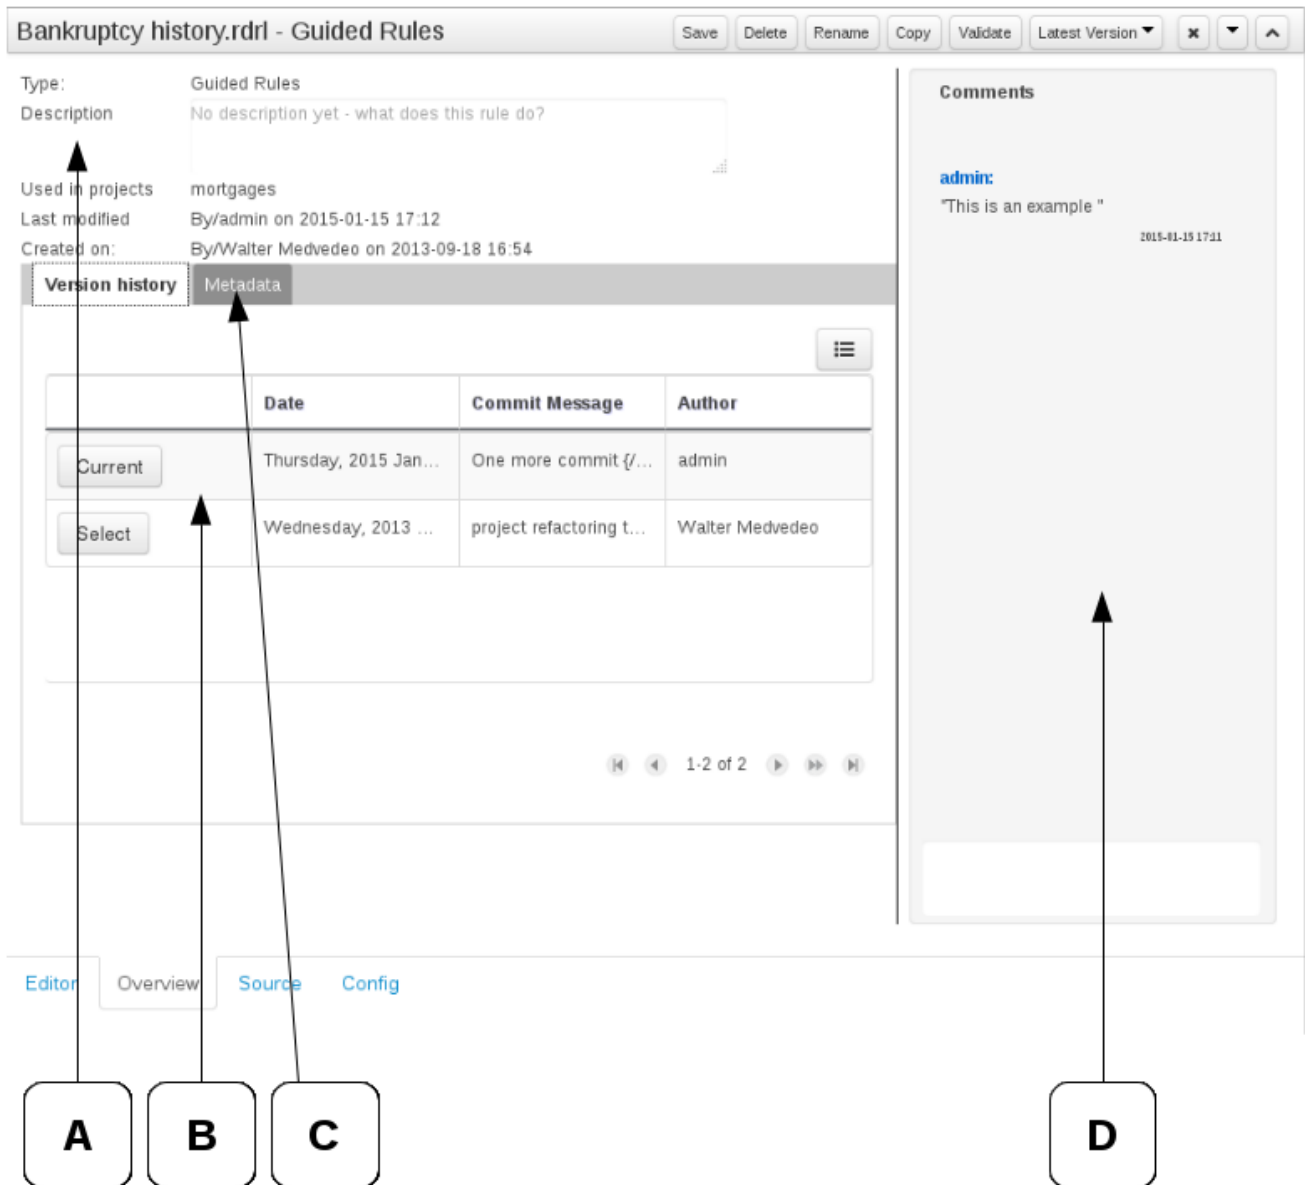 Bankruptcy history.rdrl - Guided Rules Save Delete Rename Copy Validate Latest Version
Type: Guided Rules
Description No description yet - what does this rule do?
Used in projects mortgages
Last modified By/admin on 2015-01-15 17:12
Created on: By/Walter Medvedeo on 2013-09-18 16:54
Version history Metadata
Date Commit Message Author
Current Thursday, 2015 Jan... One more commit {/... admin
Select Wednesday, 2013 ... project refactoring t... Walter Medvedeo
1-2 of 2
Comments
admin:
"This is an example "
2015-01-15 17:11
Editor Overview Source Config
A B C D